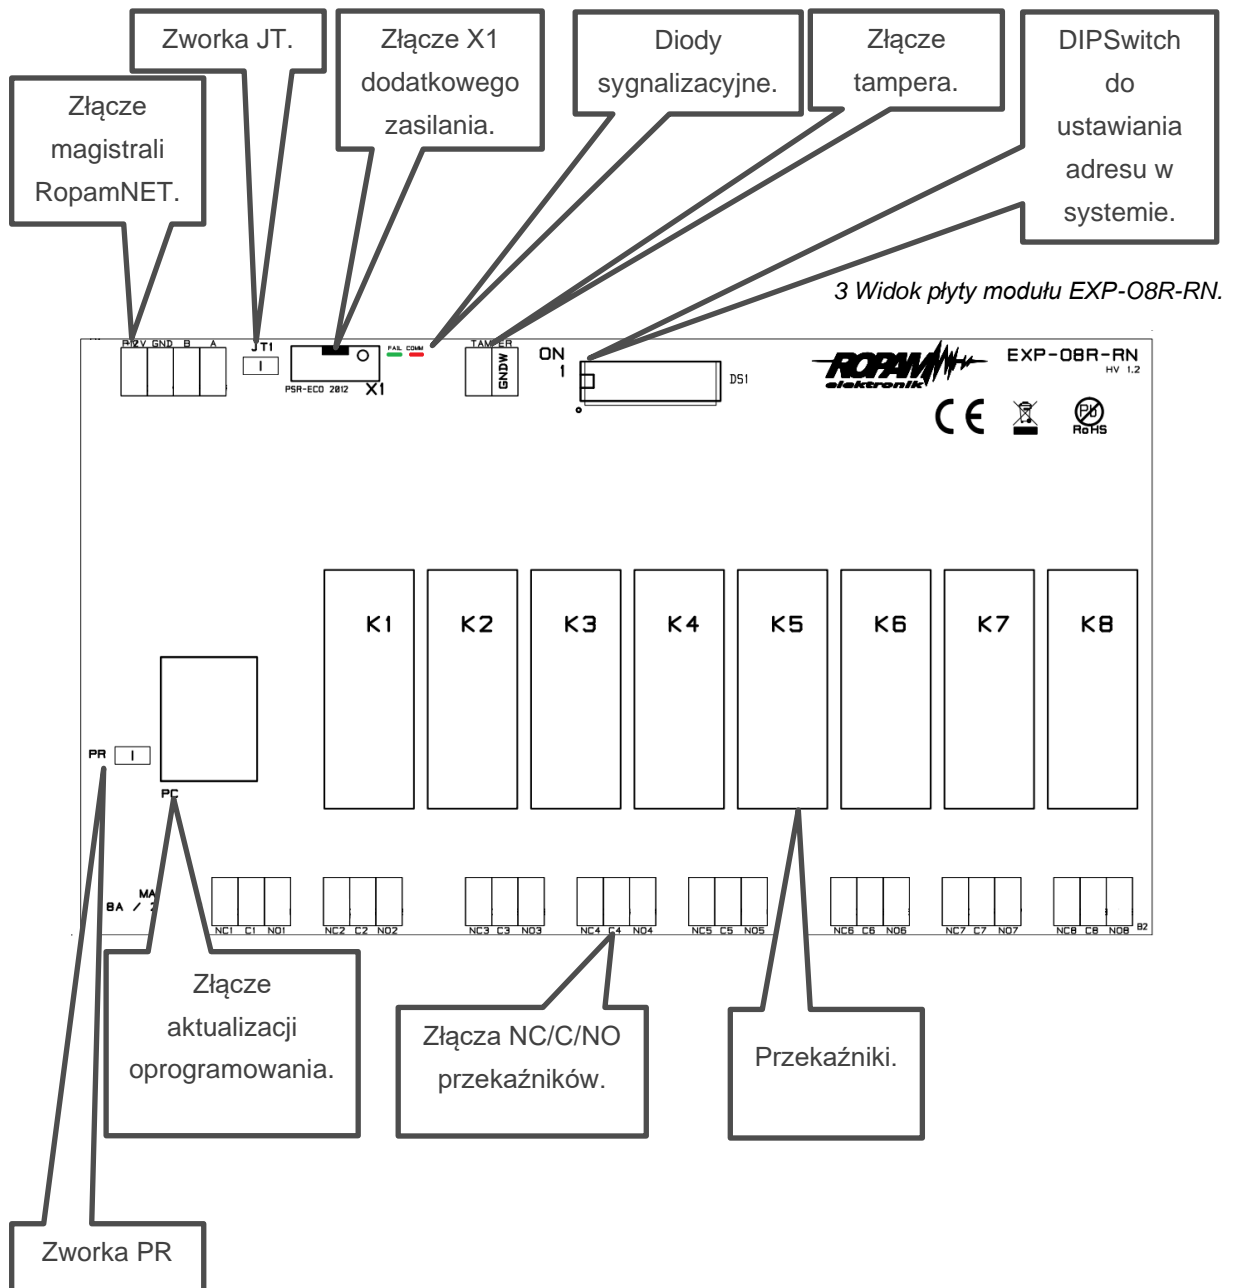 Zworka JT.
Złącze X1
dodatkowego
zasilania.
Diody
sygnalizacyjne.
Złącze
tampera.
DIPSwitch
do
ustawiania
adresu w
systemie.
Złącze
magistrali
RopamNET.
3 Widok płyty modułu EXP-O8R-RN.
GND B A
JT1
FAIL COMM
TAMPER
GNDW
PSR-ECO 2012
X1
ON
1
DS1
ROPAM
elektronik
EXP-08R-RN
HV 1.2
CE
Pb
RoHS
K1 K2 K3 K4 K5 K6 K7 K8
PR
PC
8A /
NC1 C1 NO1 NC2 C2 NO2 NC3 C3 NO3 NC4 C4 NO4 NC5 C5 NO5 NC6 C6 NO6 NC7 C7 NO7 NC8 C8 NO8
B2
Złącze
aktualizacji
oprogramowania.
Złącza NC/C/NO
przekaźników.
Przekaźniki.
Zworka PR